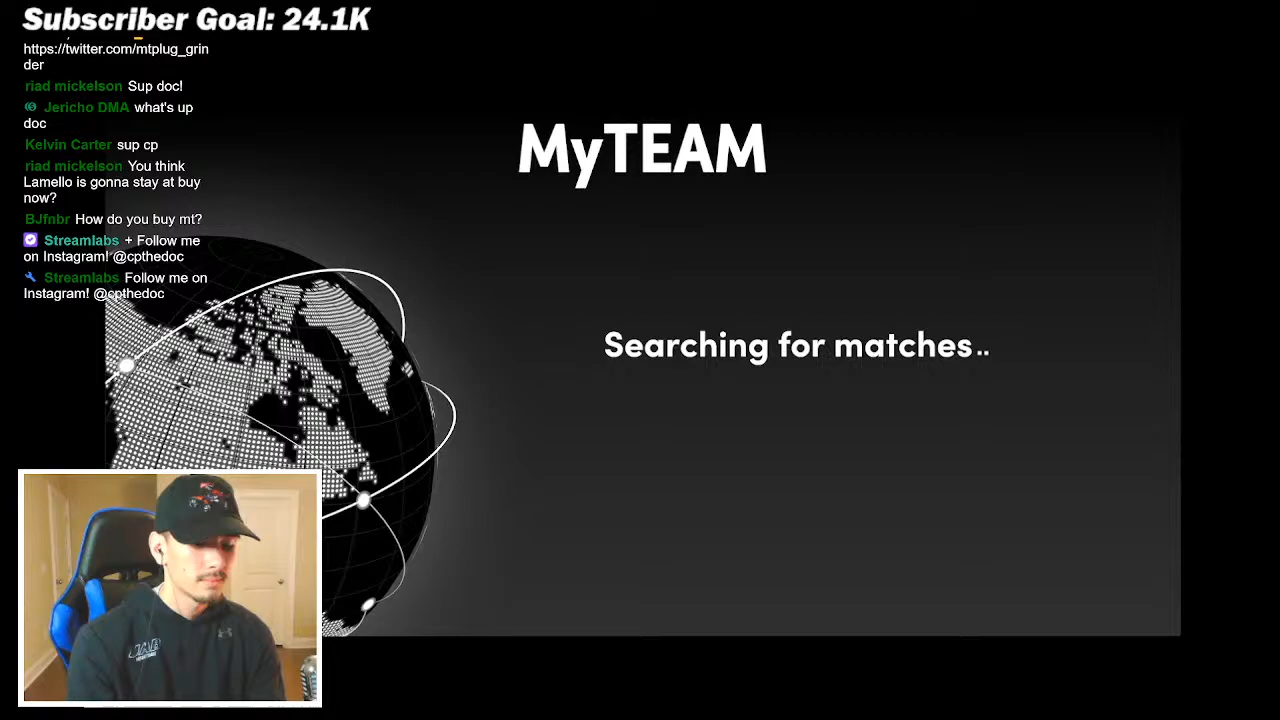 Subscriber Goal: 24.1K
https://twitter.com/mtplug_grin
der
riad mickelson Sup doc!
Jericho DMA what's up
doc
Kelvin Carter sup cp
riad mickelson You think
Lamello is gonna stay at buy
now?
BJfnbr How do you buy mt?
Streamlabs + Follow me
on Instagram! @cpthedoc
Streamlabs Follow me on
Instagram! @cpthedoc
MyTEAM
Searching for matches..